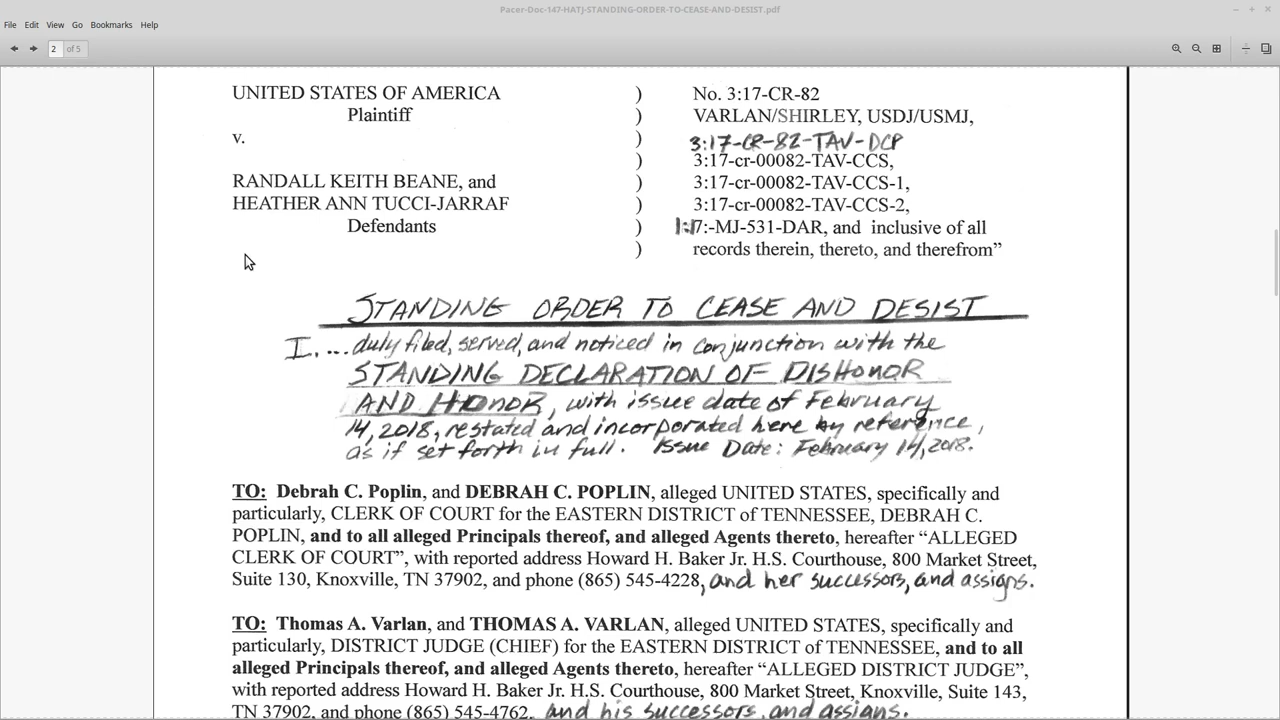 Pacer-Doc-147-HATJ-STANDING-ORDER-TO-CEASE-AND-DESIST.pdf
File Edit View Go Bookmarks Help
2 of 5
UNITED STATES OF AMERICA ) No. 3:17-CR-82
Plaintiff ) VARLAN/SHIRLEY, USDJ/USMJ,
v. ) 3:17-CR-82-TAV-DCP
) 3:17-cr-00082-TAV-CCS,
RANDALL KEITH BEANE, and ) 3:17-cr-00082-TAV-CCS-1,
HEATHER ANN TUCCI-JARRAF ) 3:17-cr-00082-TAV-CCS-2,
Defendants ) 1:17:-MJ-531-DAR, and inclusive of all
) records therein, thereto, and therefrom”
STANDING ORDER TO CEASE AND DESIST
I. ... duly filed, served, and noticed in conjunction with the
STANDING DECLARATION OF DISHONOR
AND HONOR, with issue date of February
14, 2018, restated and incorporated here by reference,
as if set forth in full. Issue Date: February 14, 2018.
TO: Debrah C. Poplin, and DEBRAH C. POPLIN, alleged UNITED STATES, specifically and
particularly, CLERK OF COURT for the EASTERN DISTRICT of TENNESSEE, DEBRAH C.
POPLIN, and to all alleged Principals thereof, and alleged Agents thereto, hereafter “ALLEGED
CLERK OF COURT”, with reported address Howard H. Baker Jr. H.S. Courthouse, 800 Market Street,
Suite 130, Knoxville, TN 37902, and phone (865) 545-4228, and her successors, and assigns.
TO: Thomas A. Varlan, and THOMAS A. VARLAN, alleged UNITED STATES, specifically and
particularly, DISTRICT JUDGE (CHIEF) for the EASTERN DISTRICT of TENNESSEE, and to all
alleged Principals thereof, and alleged Agents thereto, hereafter “ALLEGED DISTRICT JUDGE”,
with reported address Howard H. Baker Jr. H.S. Courthouse, 800 Market Street, Knoxville, Suite 143,
TN 37902, and phone (865) 545-4762, and his successors, and assigns.